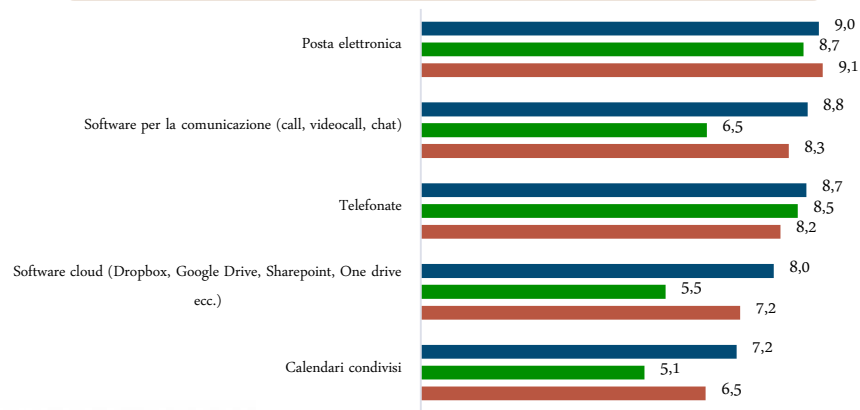 Posta elettronica
9,0
8,7
9,1
Software per la comunicazione (call, videocall, chat)
8,8
6,5
8,3
Telefonate
8,7
8,5
8,2
Software cloud (Dropbox, Google Drive, Sharepoint, One drive
ecc.)
8,0
5,5
7,2
Calendari condivisi
7,2
5,1
6,5